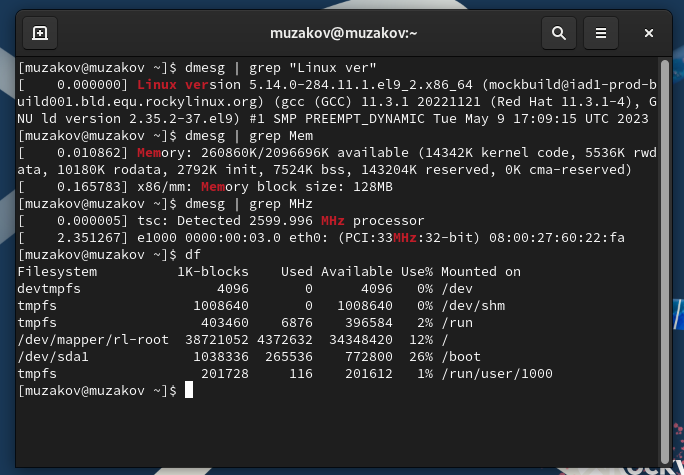 muzakov@muzakov:~
[muzakov@muzakov ~]$ dmesg | grep "Linux ver"
[    0.000000] Linux version 5.14.0-284.11.1.el9_2.x86_64 (mockbuild@iad1-prod-b
uild001.bld.equ.rockylinux.org) (gcc (GCC) 11.3.1 20221121 (Red Hat 11.3.1-4), G
NU ld version 2.35.2-37.el9) #1 SMP PREEMPT_DYNAMIC Tue May 9 17:09:15 UTC 2023
[muzakov@muzakov ~]$ dmesg | grep Mem
[    0.010862] Memory: 260860K/2096696K available (14342K kernel code, 5536K rwd
ata, 10180K rodata, 2792K init, 7524K bss, 143204K reserved, 0K cma-reserved)
[    0.165783] x86/mm: Memory block size: 128MB
[muzakov@muzakov ~]$ dmesg | grep MHz
[    0.000005] tsc: Detected 2599.996 MHz processor
[    2.351267] e1000 0000:00:03.0 eth0: (PCI:33MHz:32-bit) 08:00:27:60:22:fa
[muzakov@muzakov ~]$ df
Filesystem          1K-blocks    Used Available Use% Mounted on
devtmpfs                 4096       0      4096   0% /dev
tmpfs                 1008640       0   1008640   0% /dev/shm
tmpfs                  403460    6876    396584   2% /run
/dev/mapper/rl-root  38721052 4372632  34348420  12% /
/dev/sda1             1038336  265536    772800  26% /boot
tmpfs                  201728     116    201612   1% /run/user/1000
[muzakov@muzakov ~]$